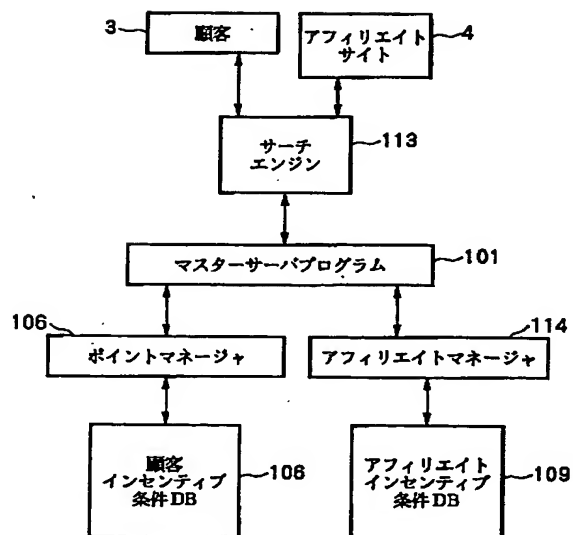 3
顧客
アフィリエイト
サイト
4
サーチ
エンジン
113
マスターサーバプログラム
101
106
ポイントマネージャ
114
アフィリエイトマネージャ
顧客
インセンティブ
条件DB
106
アフィリエイト
インセンティブ
条件DB
109